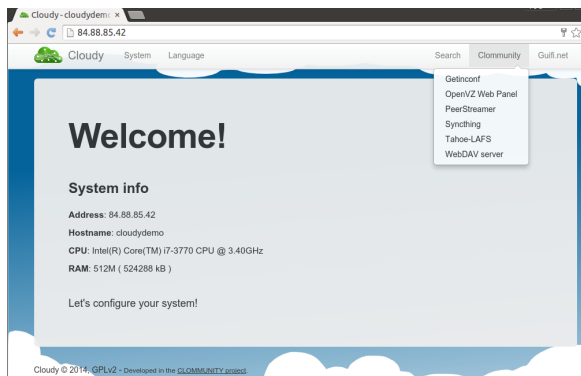 Cloudy - cloudydemo
84.88.85.42
Cloudy System Language Search Clommunity Guifi.net
Getinconf
OpenVZ Web Panel
PeerStreamer
Syncthing
Tahoe-LAFS
WebDAV server
Welcome!
System info
Address: 84.88.85.42
Hostname: cloudydemo
CPU: Intel(R) Core(TM) i7-3770 CPU @ 3.40GHz
RAM: 512M ( 524288 kB )
Let's configure your system!
Cloudy © 2014, GPLv2 - Developed in the CLOMMUNITY project.